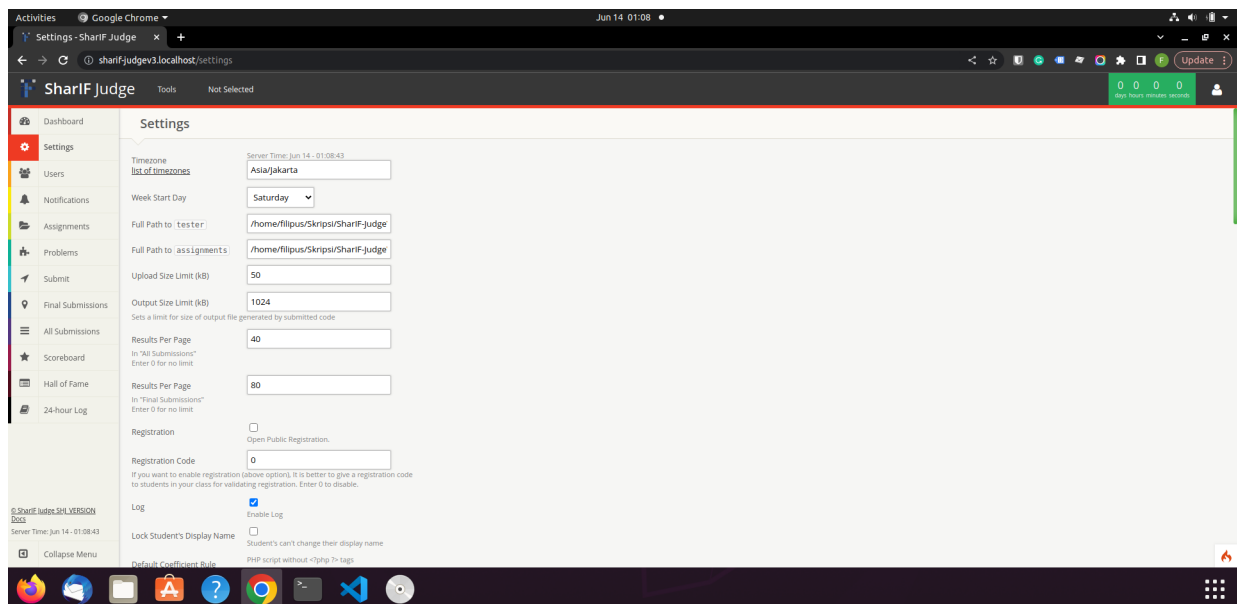 Activities Google Chrome Jun 14 01:08
Settings - SharIF Judge × +
sharif-judgev3.localhost/settings Update
SharIF Judge Tools Not Selected 0 0 0 0
days hours minutes seconds
Dashboard
Settings
Users
Notifications
Assignments
Problems
Submit
Final Submissions
All Submissions
Scoreboard
Hall of Fame
24-hour Log
© SharIF Judge SHJ_VERSION
Docs
Server Time: Jun 14 - 01:08:43
Collapse Menu
Settings
Server Time: Jun 14 - 01:08:43
Timezone Asia/Jakarta
list of timezones
Week Start Day Saturday
Full Path to tester /home/filipus/Skripsi/SharIF-Judge
Full Path to assignments /home/filipus/Skripsi/SharIF-Judge
Upload Size Limit (kB) 50
Output Size Limit (kB) 1024
Sets a limit for size of output file generated by submitted code
Results Per Page 40
In "All Submissions"
Enter 0 for no limit
Results Per Page 80
In "Final Submissions"
Enter 0 for no limit
Registration
Open Public Registration.
Registration Code 0
If you want to enable registration (above option), It is better to give a registration code
to students in your class for validating registration. Enter 0 to disable.
Log
Enable Log
Lock Student's Display Name
Student's can't change their display name
Default Coefficient Rule PHP script without <?php ?> tags